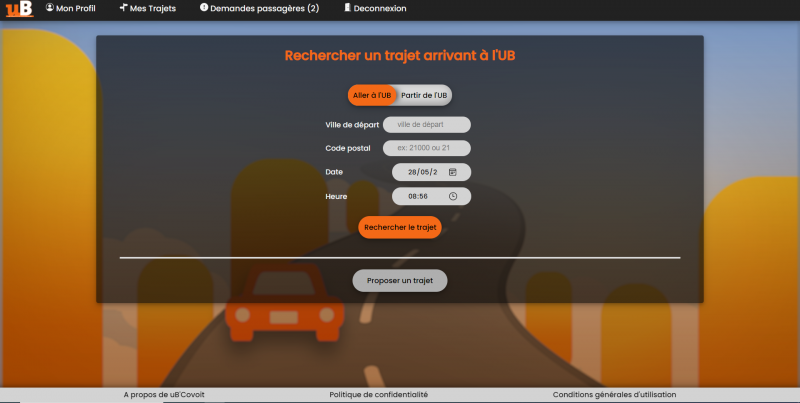 uB Mon Profil Mes Trajets Demandes passagères (2) Deconnexion
Rechercher un trajet arrivant à l'UB
Aller à l'UB Partir de l'UB
Ville de départ ville de départ
Code postal ex: 21000 ou 21
Date 28/05/2
Heure 08:56
Rechercher le trajet
Proposer un trajet
A propos de uB'Covoit Politique de confidentialité Conditions générales d'utilisation